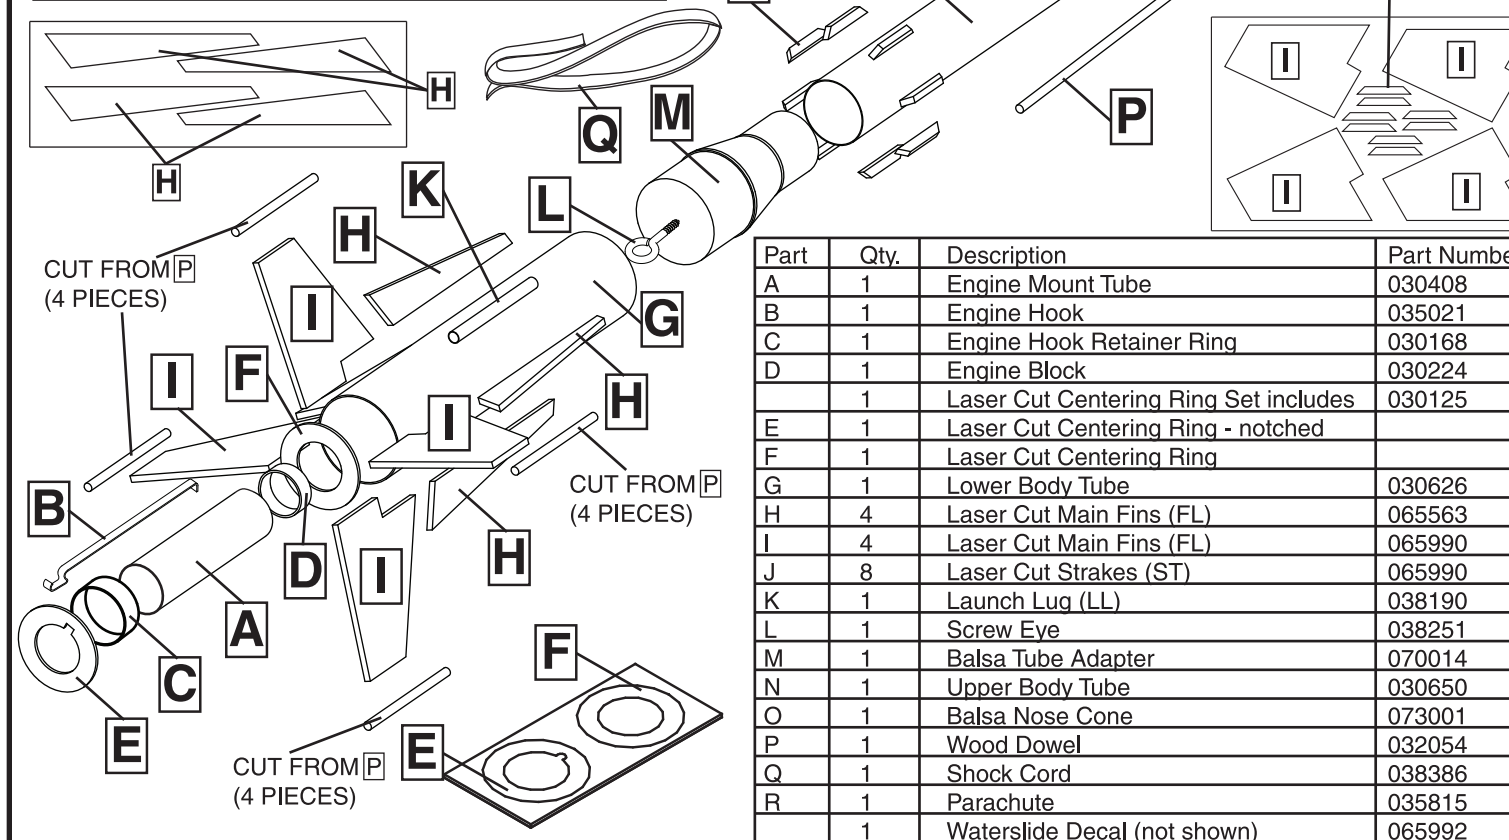 H
H
Q
M
P
I
I
I
I
K
L
H
CUT FROM P
(4 PIECES)
I
G
I
F
I
H
CUT FROM P
(4 PIECES)
B
D
H
I
A
C
E
F
E
CUT FROM P
(4 PIECES)
Part Qty. Description Part Numbe
A 1 Engine Mount Tube 030408
B 1 Engine Hook 035021
C 1 Engine Hook Retainer Ring 030168
D 1 Engine Block 030224
1 Laser Cut Centering Ring Set includes 030125
E 1 Laser Cut Centering Ring - notched
F 1 Laser Cut Centering Ring
G 1 Lower Body Tube 030626
H 4 Laser Cut Main Fins (FL) 065563
I 4 Laser Cut Main Fins (FL) 065990
J 8 Laser Cut Strakes (ST) 065990
K 1 Launch Lug (LL) 038190
L 1 Screw Eye 038251
M 1 Balsa Tube Adapter 070014
N 1 Upper Body Tube 030650
O 1 Balsa Nose Cone 073001
P 1 Wood Dowel 032054
Q 1 Shock Cord 038386
R 1 Parachute 035815
1 Waterslide Decal (not shown) 065992